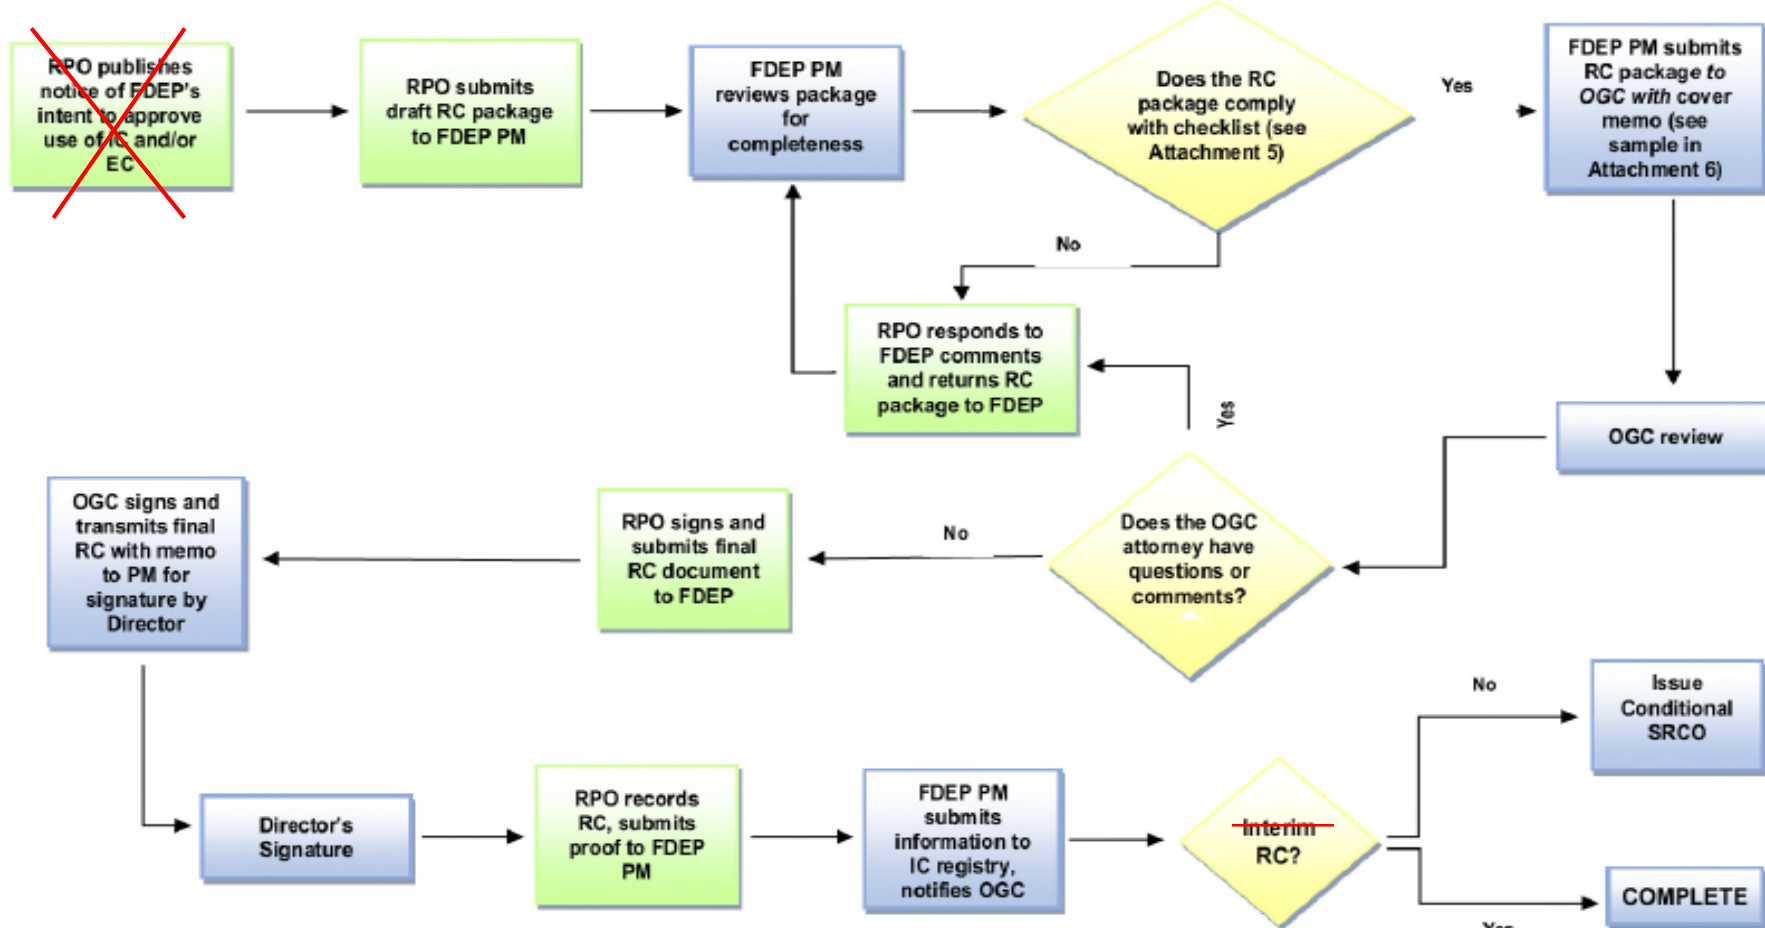 RPO publishes
notice of FDEP's
intent to approve
use of IC and/or
EC
RPO submits
draft RC package
to FDEP PM
FDEP PM
reviews package
for
completeness
Does the RC
package comply
with checklist (see
Attachment 5)
Yes
FDEP PM submits
RC package to
OGC with cover
memo (see
sample in
Attachment 6)
No
RPO responds to
FDEP comments
and returns RC
package to FDEP
Yes
OGC review
OGC signs and
transmits final
RC with memo
to PM for
signature by
Director
RPO signs and
submits final
RC document
to FDEP
No
Does the OGC
attorney have
questions or
comments?
Director's
Signature
RPO records
RC, submits
proof to FDEP
PM
FDEP PM
submits
information to
IC registry,
notifies OGC
Interim
RC?
No
Issue
Conditional
SRCO
COMPLETE
Yes